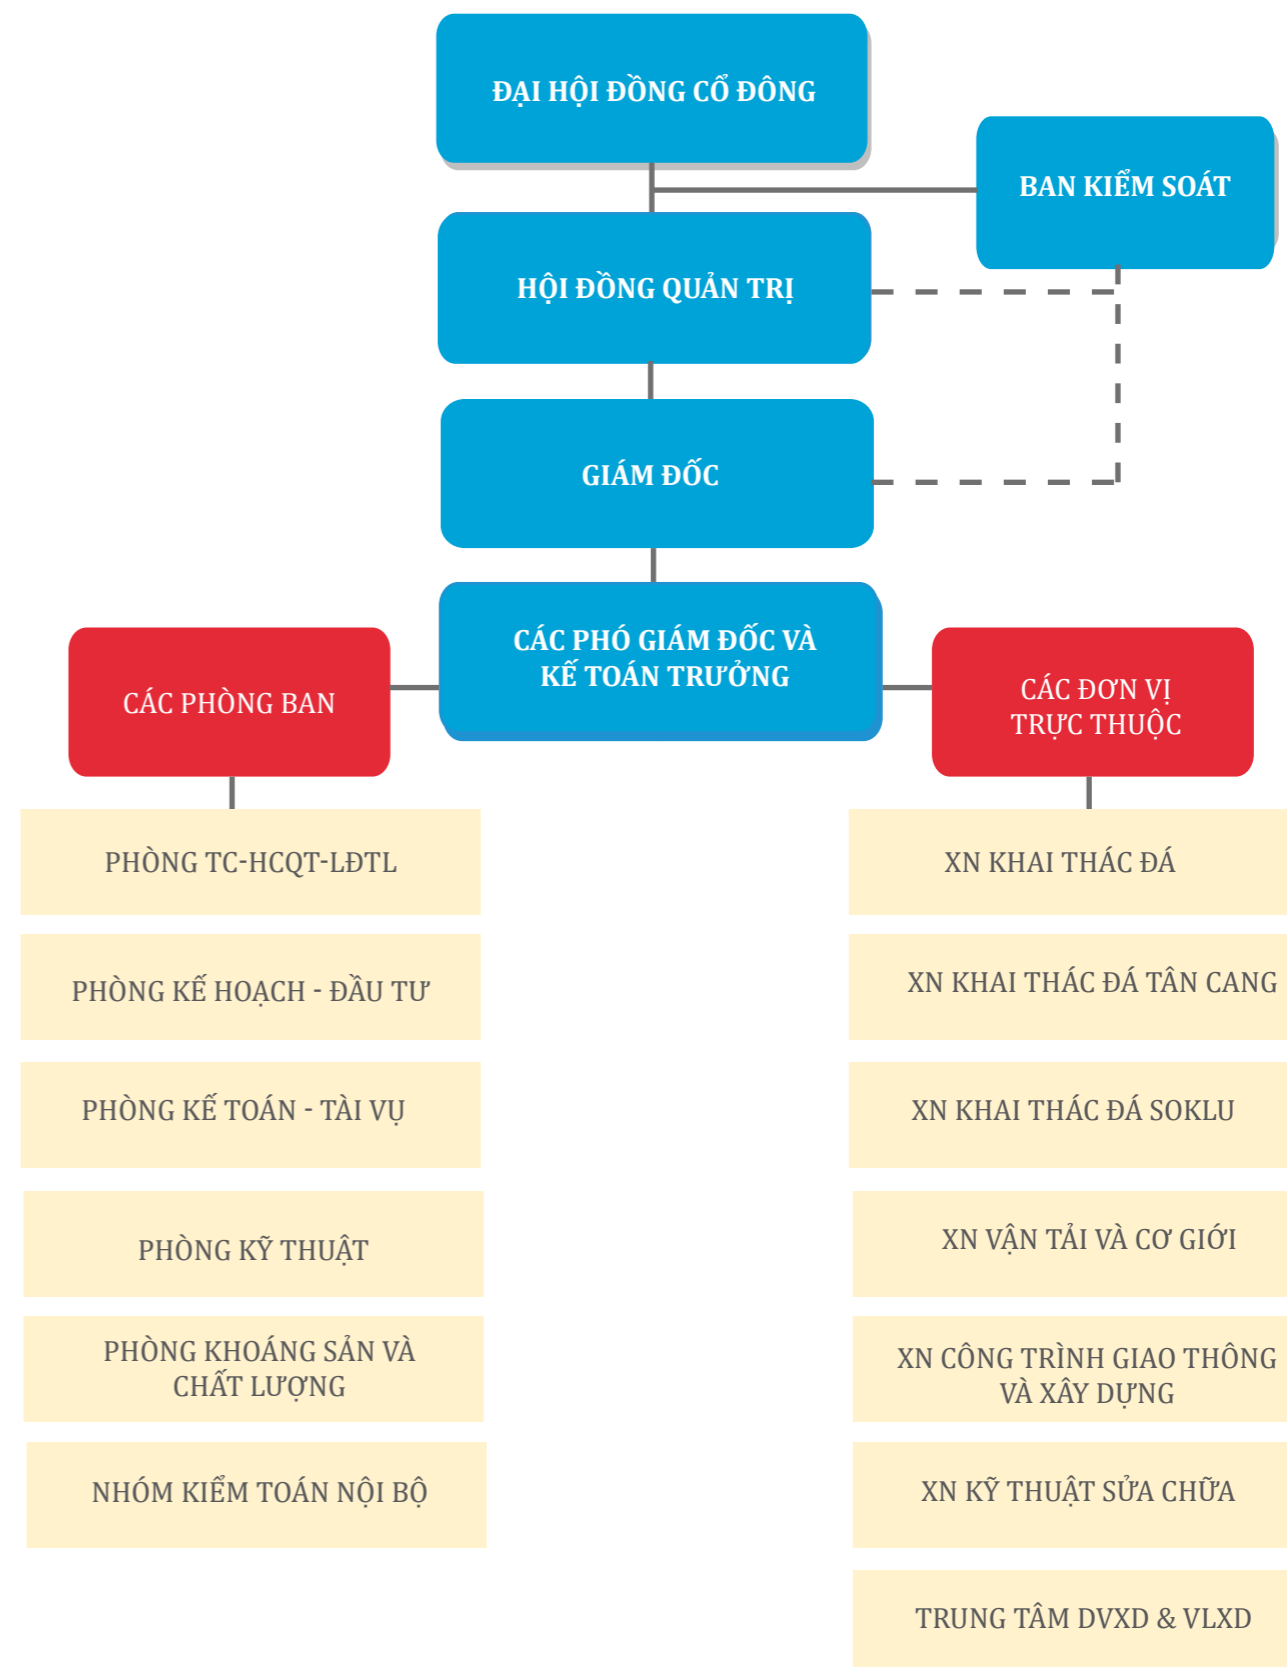 ĐẠI HỘI ĐỒNG CỔ ĐÔNG
BAN KIỂM SOÁT
HỘI ĐỒNG QUẢN TRỊ
GIÁM ĐỐC
CÁC PHÓ GIÁM ĐỐC VÀ
KẾ TOÁN TRƯỞNG
CÁC PHÒNG BAN
PHÒNG TC-HCQT-LĐTL
PHÒNG KẾ HOẠCH - ĐẦU TƯ
PHÒNG KẾ TOÁN - TÀI VỤ
PHÒNG KỸ THUẬT
PHÒNG KHOÁNG SẢN VÀ
CHẤT LƯỢNG
NHÓM KIỂM TOÁN NỘI BỘ
CÁC ĐƠN VỊ
TRỰC THUỘC
XN KHAI THÁC ĐÁ
XN KHAI THÁC ĐÁ TÂN CANG
XN KHAI THÁC ĐÁ SOKLU
XN VẬN TẢI VÀ CƠ GIỚI
XN CÔNG TRÌNH GIAO THÔNG
VÀ XÂY DỰNG
XN KỸ THUẬT SỬA CHỮA
TRUNG TÂM DVXD & VLXD